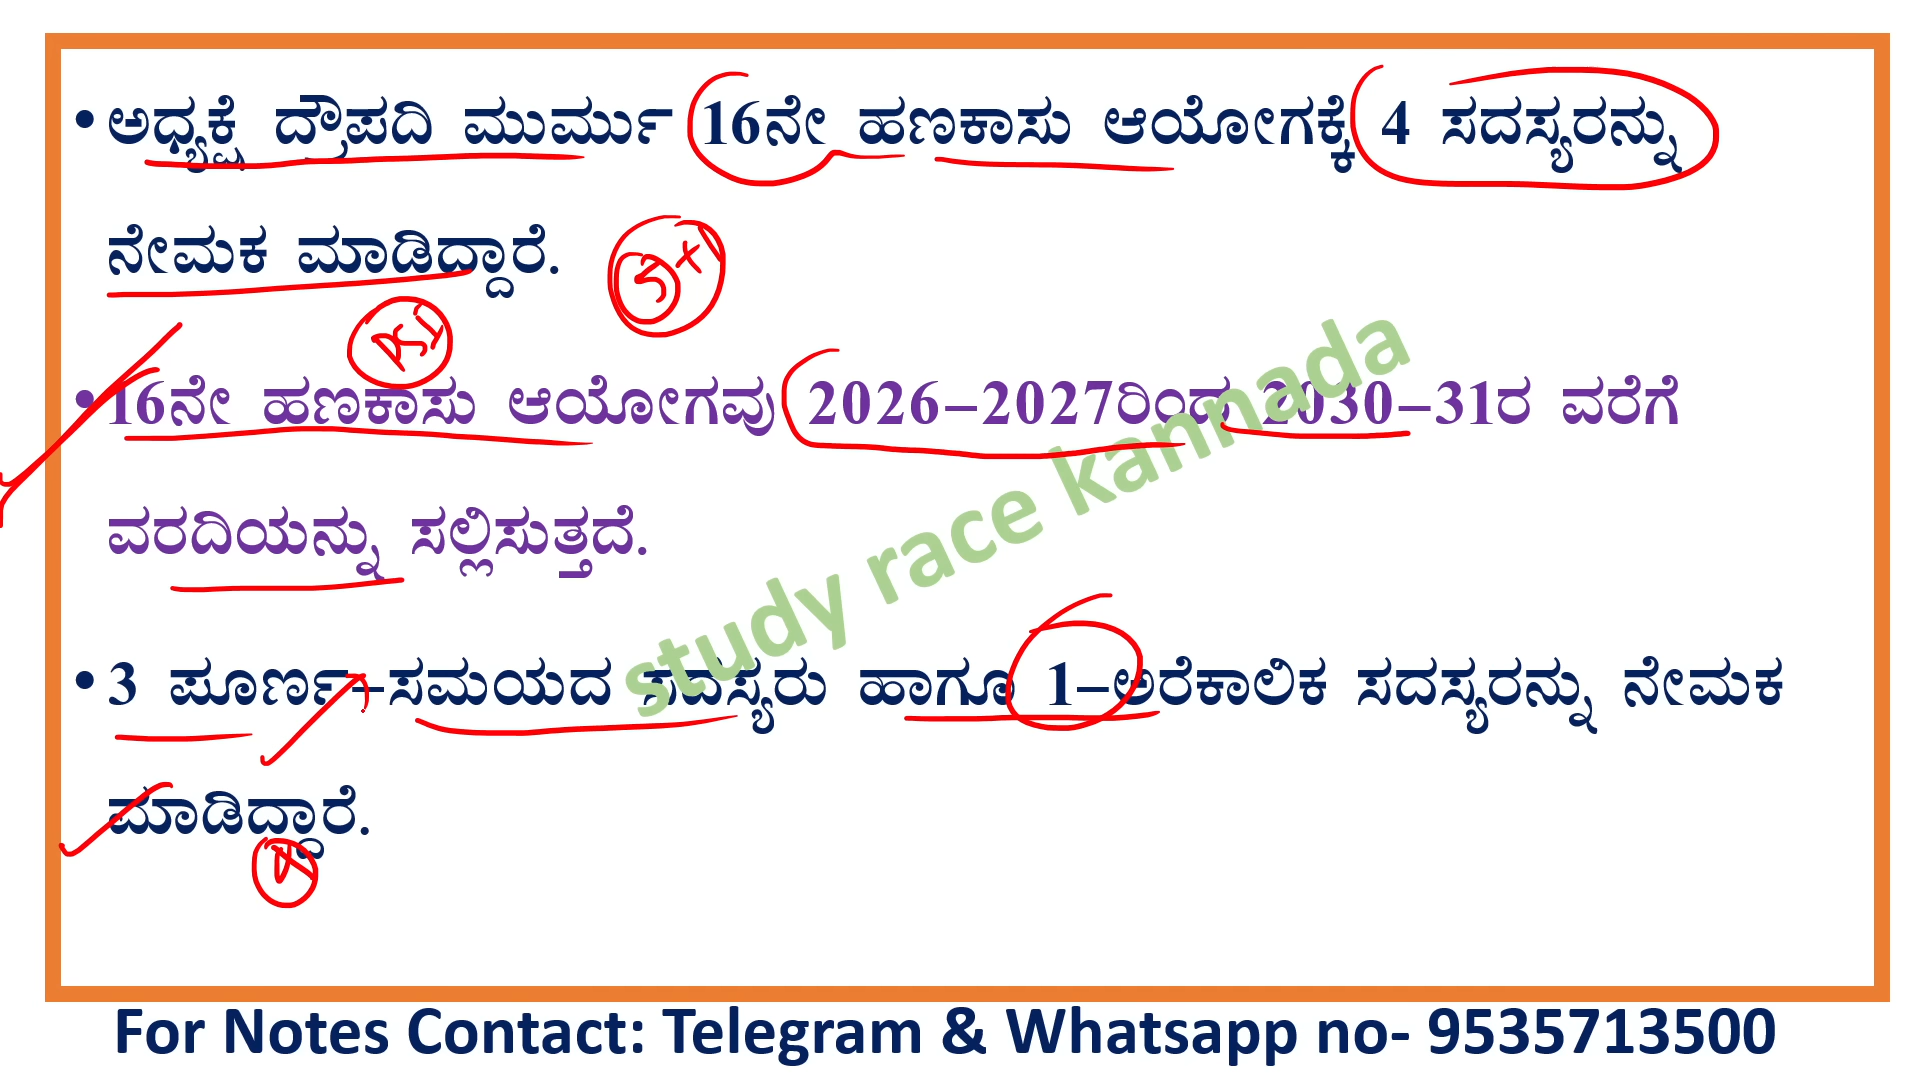 • ಅಧ್ಯಕ್ಷೆ ದ್ರೌಪದಿ ಮುರ್ಮು 16ನೇ ಹಣಕಾಸು ಆಯೋಗಕ್ಕೆ 4 ಸದಸ್ಯರನ್ನು
ನೇಮಕ ಮಾಡಿದ್ದಾರೆ.
• 16ನೇ ಹಣಕಾಸು ಆಯೋಗವು 2026–2027ರಿಂದ 2030–31ರ ವರೆಗೆ
ವರದಿಯನ್ನು ಸಲ್ಲಿಸುತ್ತದೆ.
study race kannada
• 3 ಪೂರ್ಣ–ಸಮಯದ ಸದಸ್ಯರು ಹಾಗೂ 1–ಅರೆಕಾಲಿಕ ಸದಸ್ಯರನ್ನು ನೇಮಕ
ಮಾಡಿದ್ದಾರೆ.
For Notes Contact: Telegram & Whatsapp no- 9535713500